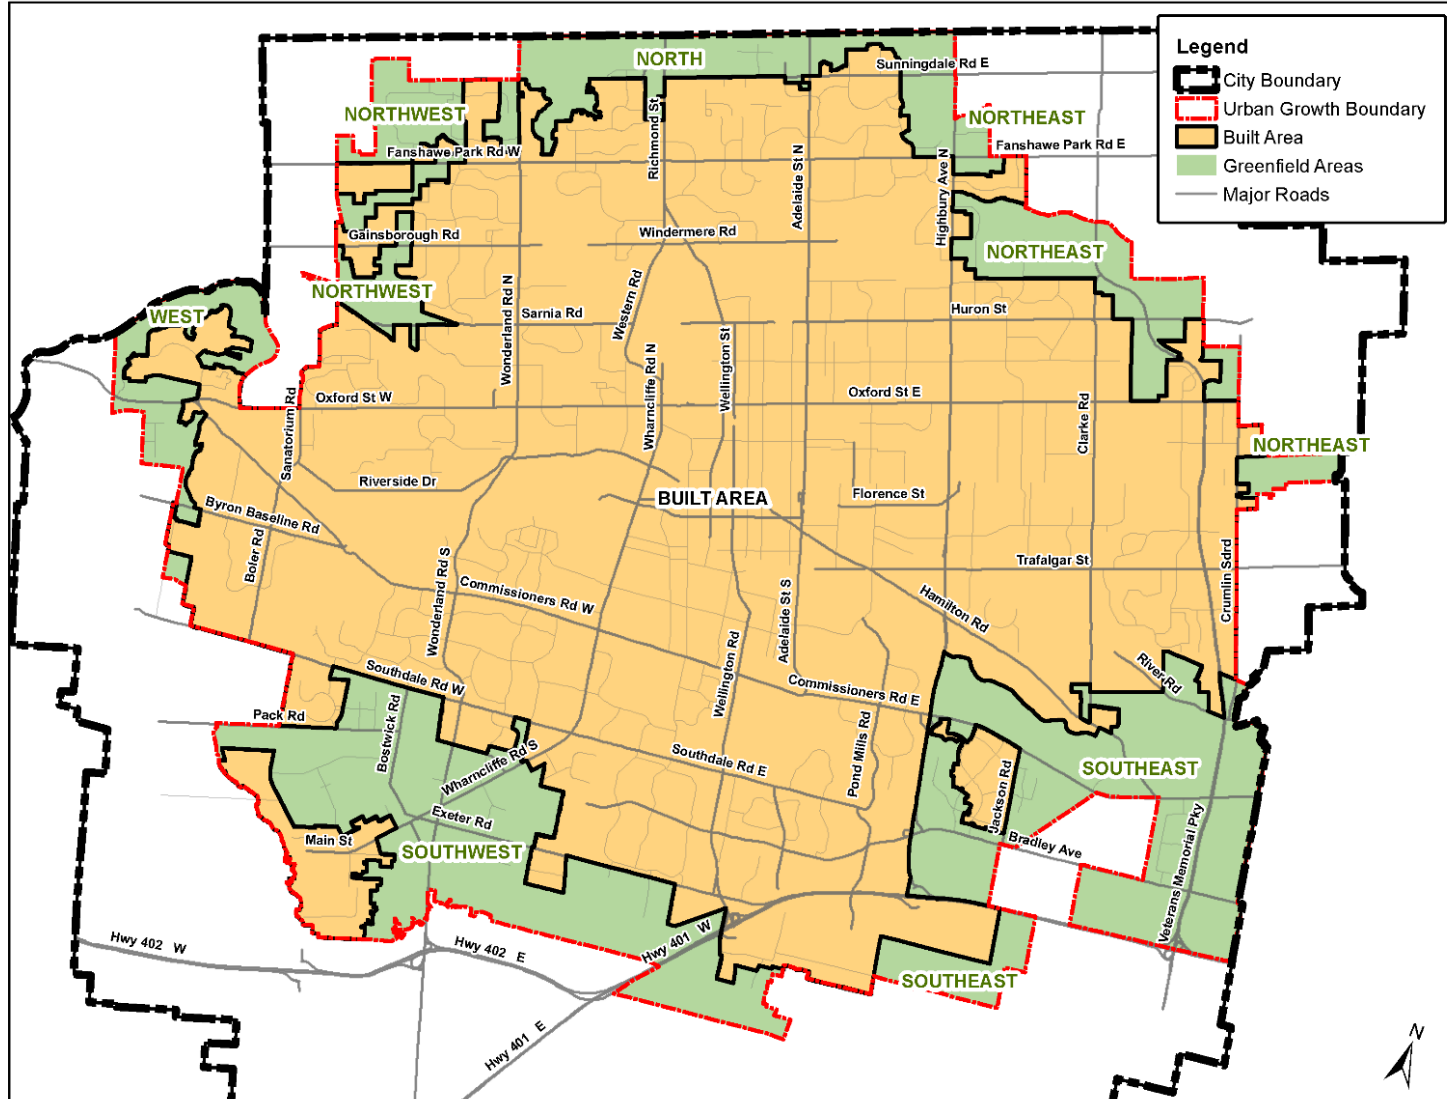 Legend
City Boundary
Urban Growth Boundary
Built Area
Greenfield Areas
Major Roads
NORTH
Sunningdale Rd E
NORTHWEST
NORTHEAST
Richmond St
Fanshawe Park Rd W
Fanshawe Park Rd E
Adelaide St N
Highbury Ave N
Gainsborough Rd
Windermere Rd
NORTHEAST
NORTHWEST
WEST
Wonderland Rd N
Sarnia Rd
Western Rd
Huron St
Wellington St
Wharncliffe Rd N
Oxford St W
Oxford St E
Sanatorium Rd
Clarke Rd
NORTHEAST
Riverside Dr
BUILT AREA
Florence St
Byron Baseline Rd
Boler Rd
Trafalgar St
Crumlin Sdrd
Wonderland Rd S
Commissioners Rd W
Adelaide St S
Hamilton Rd
Wellington Rd
River Rd
Southdale Rd W
Commissioners Rd E
Pack Rd
Bostwick Rd
Pond Mills Rd
Wharncliffe Rd S
Southdale Rd E
SOUTHEAST
Jackson Rd
Exeter Rd
Main St
SOUTHWEST
Bradley Ave
Veterans Memorial Pky
Hwy 402 W
Hwy 402 E
Hwy 401 W
SOUTHEAST
Hwy 401 E
N